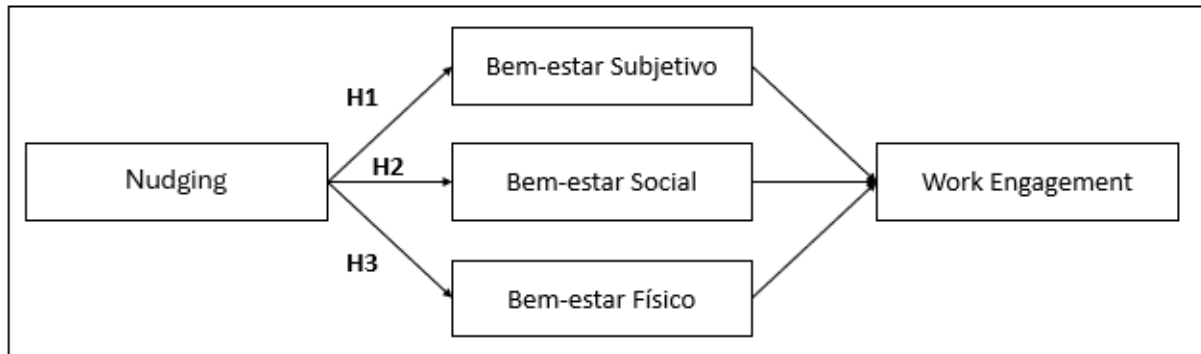 Bem-estar Subjetivo
H1
Nudging
H2
Bem-estar Social
Work Engagement
H3
Bem-estar Físico